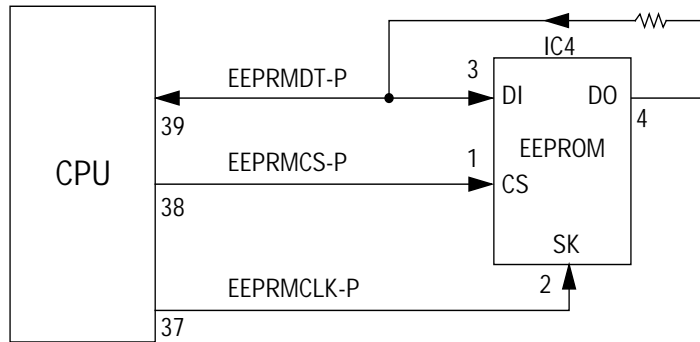 IC4
EEPRMDT-P
3
DI DO
39
4
EEPROM
EEPRMCS-P
1
CPU
38
CS
SK
EEPRMCLK-P
2
37